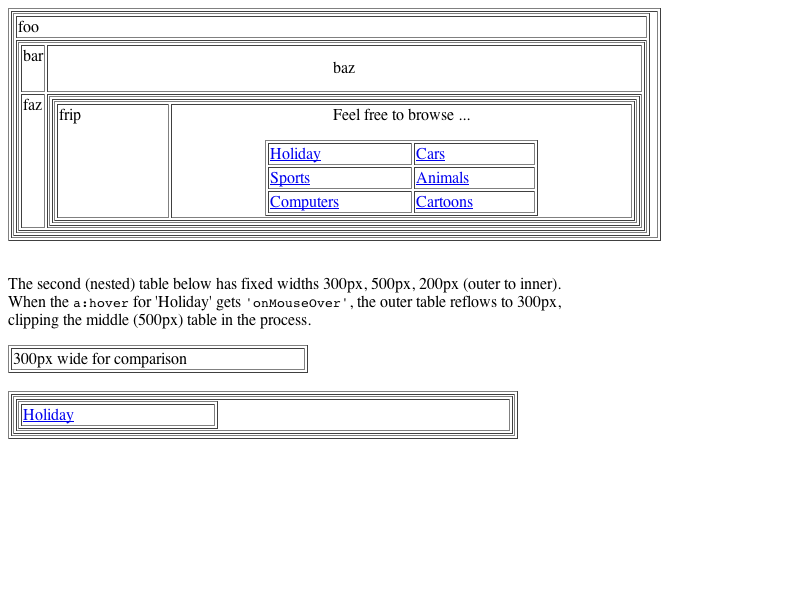 foo
bar
baz
faz
frip
Feel free to browse ...
Holiday Cars
Sports Animals
Computers Cartoons
The second (nested) table below has fixed widths 300px, 500px, 200px (outer to inner).
When the a:hover for 'Holiday' gets 'onMouseOver', the outer table reflows to 300px,
clipping the middle (500px) table in the process.
300px wide for comparison
Holiday